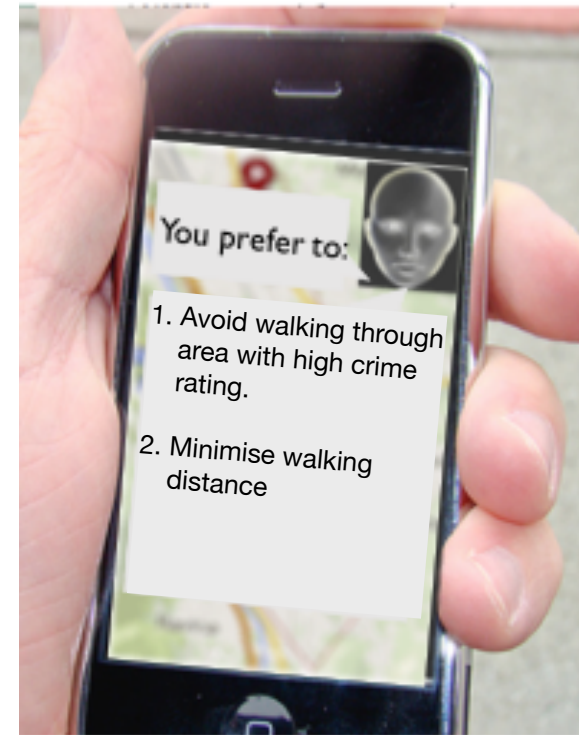 You prefer to:
1. Avoid walking through
area with high crime
rating.
2. Minimise walking
distance